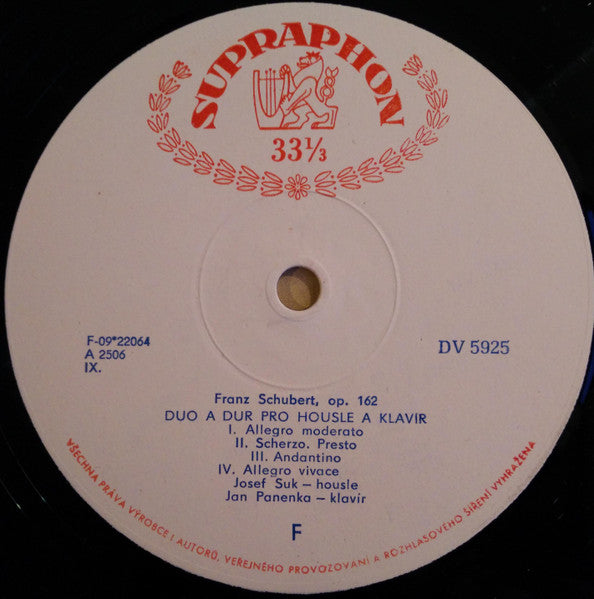 SUPRAPHON
33⅓
F-09*22064
A 2506
IX.
DV 5925
Franz Schubert, op. 162
DUO A DUR PRO HOUSLE A KLAVÍR
I. Allegro moderato
II. Scherzo. Presto
III. Andantino
IV. Allegro vivace
Josef Suk – housle
Jan Panenka – klavír
F
VŠECHNA PRÁVA VÝROBCE I AUTORŮ, VEŘEJNÉHO PROVOZOVÁNÍ A ROZHLASOVÉHO ŠÍŘENÍ VYHRAŽENA